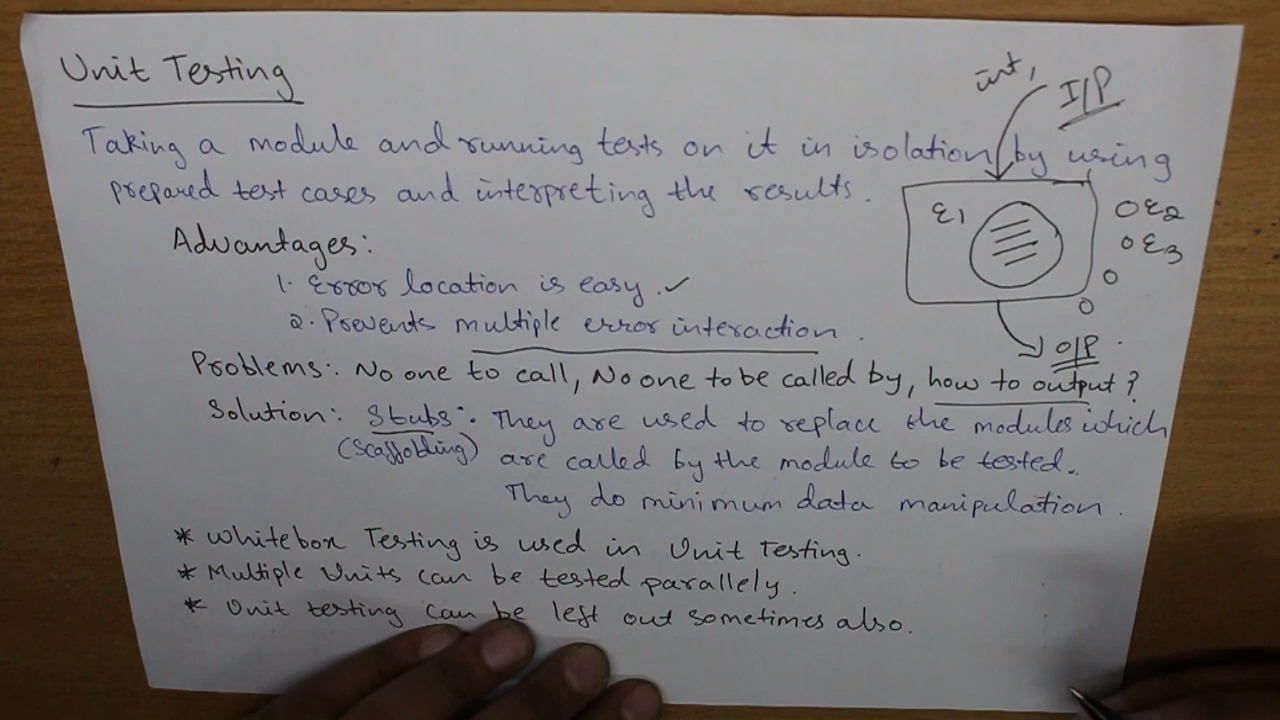 Unit Testing
int, I/P
Taking a module and running tests on it in isolation by using
prepared test cases and interpreting the results.
Advantages:
1. Error location is easy. ✓
2. Prevents multiple error interaction.
ε1
ε2
ε3
O/P
Problems: No one to call, No one to be called by, how to output?
Solution: Stubs: They are used to replace the modules which
(Scaffolding) are called by the module to be tested.
They do minimum data manipulation.
* Whitebox Testing is used in Unit Testing.
* Multiple Units can be tested parallely.
* Unit testing can be left out sometimes also.